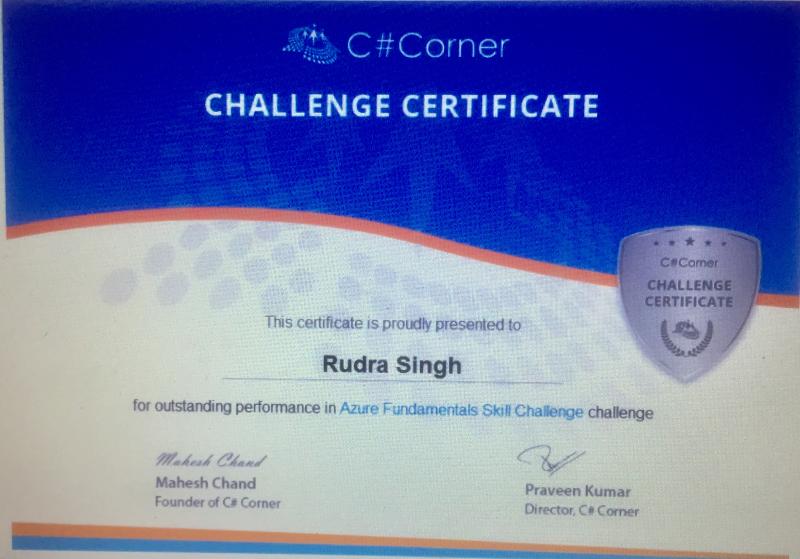 C#Corner
CHALLENGE CERTIFICATE
★ ★ ★ ★ ★
C#Corner
CHALLENGE
CERTIFICATE
This certificate is proudly presented to
Rudra Singh
for outstanding performance in Azure Fundamentals Skill Challenge challenge
Mahesh Chand
Mahesh Chand
Founder of C# Corner
Praveen Kumar
Director, C# Corner